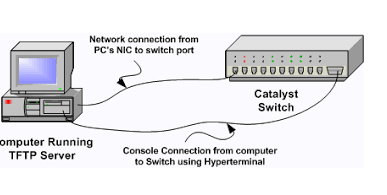 Network connection from
PC's NIC to switch port
Catalyst
Switch
omputer Running
TFTP Server
Console Connection from computer
to Switch using Hyperterminal